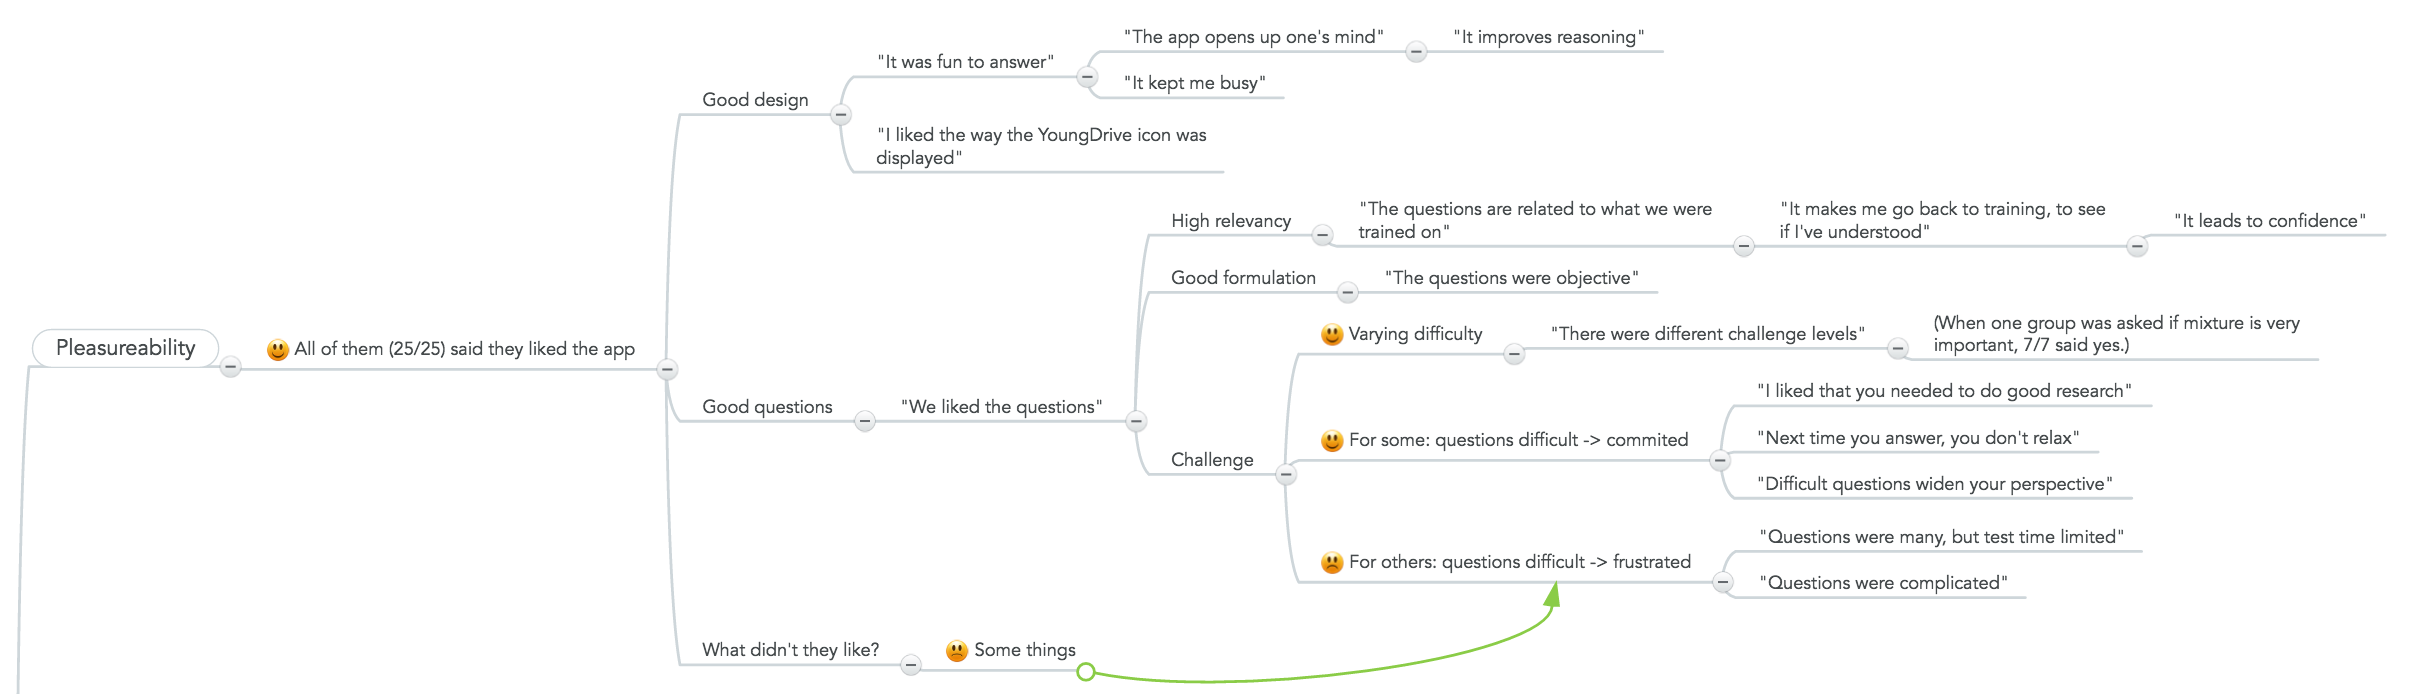 Pleasureability
All of them (25/25) said they liked the app
Good design
"It was fun to answer"
"The app opens up one's mind"
"It improves reasoning"
"It kept me busy"
"I liked the way the YoungDrive icon was
displayed"
Good questions
"We liked the questions"
High relevancy
"The questions are related to what we were
trained on"
"It makes me go back to training, to see
if I've understood"
"It leads to confidence"
Good formulation
"The questions were objective"
Challenge
Varying difficulty
"There were different challenge levels"
(When one group was asked if mixture is very
important, 7/7 said yes.)
For some: questions difficult -> commited
"I liked that you needed to do good research"
"Next time you answer, you don't relax"
"Difficult questions widen your perspective"
For others: questions difficult -> frustrated
"Questions were many, but test time limited"
"Questions were complicated"
What didn't they like?
Some things